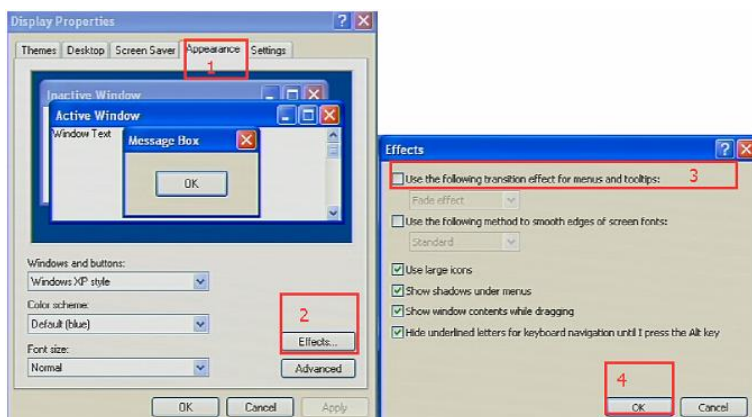 Display Properties
Themes Desktop Screen Saver Appearance Settings
1
Inactive Window
Active Window
Window Text
Message Box
OK
Windows and buttons:
Windows XP style
Color scheme:
Default (blue)
2
Effects...
Font size:
Normal
Advanced
OK Cancel Apply
Effects
Use the following transition effect for menus and tooltips:
3
Fade effect
Use the following method to smooth edges of screen fonts:
Standard
Use large icons
Show shadows under menus
Show window contents while dragging
Hide underlined letters for keyboard navigation until I press the Alt key
4
OK Cancel